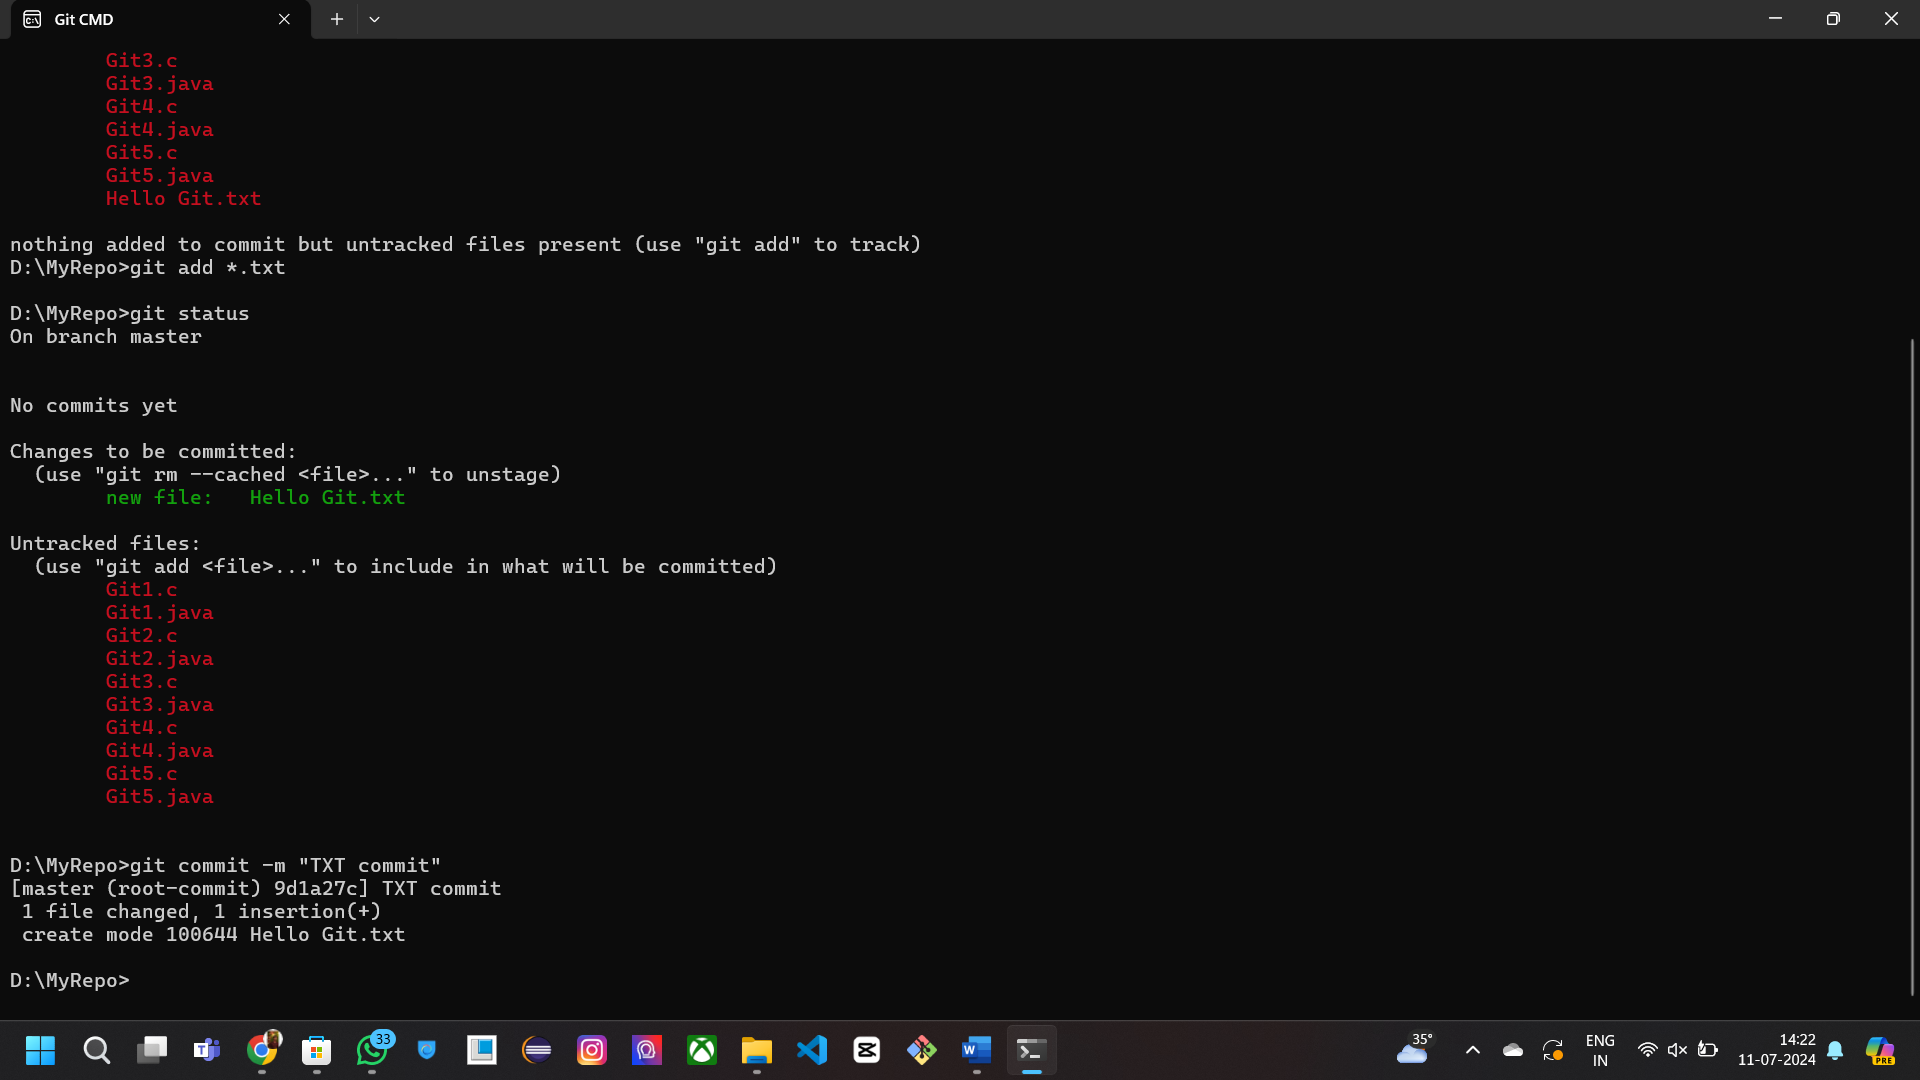 Git CMD
Git3.c
Git3.java
Git4.c
Git4.java
Git5.c
Git5.java
Hello Git.txt
nothing added to commit but untracked files present (use "git add" to track)
D:\MyRepo>git add *.txt
D:\MyRepo>git status
On branch master
No commits yet
Changes to be committed:
  (use "git rm --cached <file>..." to unstage)
        new file:   Hello Git.txt
Untracked files:
  (use "git add <file>..." to include in what will be committed)
        Git1.c
        Git1.java
        Git2.c
        Git2.java
        Git3.c
        Git3.java
        Git4.c
        Git4.java
        Git5.c
        Git5.java
D:\MyRepo>git commit -m "TXT commit"
[master (root-commit) 9d1a27c] TXT commit
 1 file changed, 1 insertion(+)
 create mode 100644 Hello Git.txt
D:\MyRepo>
33
35°
ENG
IN
14:22
11-07-2024
PRE